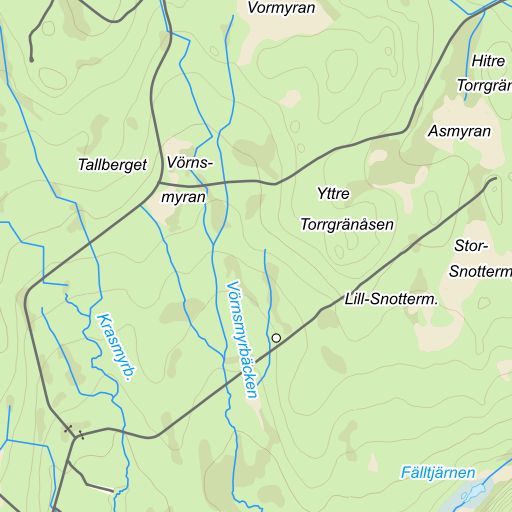 Vormyran
Hitre
Torrgrän
Asmyran
Tallberget
Vörns-
myran
Yttre
Torrgränåsen
Stor-
Snotterm
Lill-Snotterm.
Vörnsmyrbäcken
Krasmyrb.
Fälltjärnen